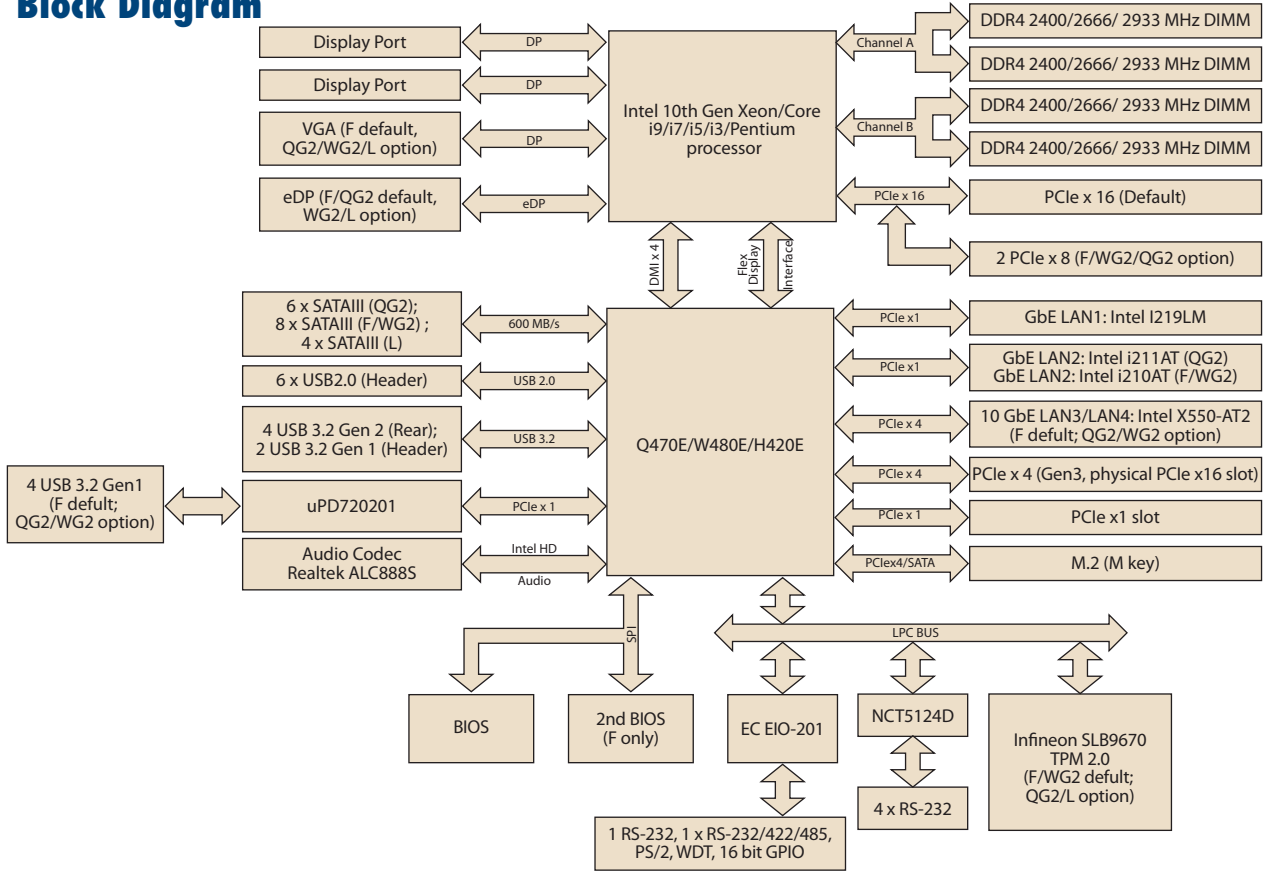 Block Diagram
Display Port
DP
Display Port
DP
VGA (F default,
QG2/WG2/L option)
DP
eDP (F/QG2 default,
WG2/L option)
eDP
Intel 10th Gen Xeon/Core
i9/i7/i5/i3/Pentium
processor
Channel A
DDR4 2400/2666/ 2933 MHz DIMM
DDR4 2400/2666/ 2933 MHz DIMM
Channel B
DDR4 2400/2666/ 2933 MHz DIMM
DDR4 2400/2666/ 2933 MHz DIMM
PCIe x 16
PCIe x 16 (Default)
2 PCIe x 8 (F/WG2/QG2 option)
DMI x 4
Flex
Display
Interface
6 x SATAIII (QG2);
8 x SATAIII (F/WG2) ;
4 x SATAIII (L)
600 MB/s
6 x USB2.0 (Header)
USB 2.0
4 USB 3.2 Gen 2 (Rear);
2 USB 3.2 Gen 1 (Header)
USB 3.2
4 USB 3.2 Gen1
(F defult;
QG2/WG2 option)
uPD720201
PCIe x 1
Audio Codec
Realtek ALC888S
Intel HD
Audio
Q470E/W480E/H420E
PCIe x1
GbE LAN1: Intel I219LM
PCIe x1
GbE LAN2: Intel i211AT (QG2)
GbE LAN2: Intel i210AT (F/WG2)
PCIe x 4
10 GbE LAN3/LAN4: Intel X550-AT2
(F defult; QG2/WG2 option)
PCIe x 4
PCIe x 4 (Gen3, physical PCIe x16 slot)
PCIe x 1
PCIe x1 slot
PCIex4/SATA
M.2 (M key)
SPI
LPC BUS
BIOS
2nd BIOS
(F only)
EC EIO-201
NCT5124D
Infineon SLB9670
TPM 2.0
(F/WG2 defult;
QG2/L option)
4 x RS-232
1 RS-232, 1 x RS-232/422/485,
PS/2, WDT, 16 bit GPIO